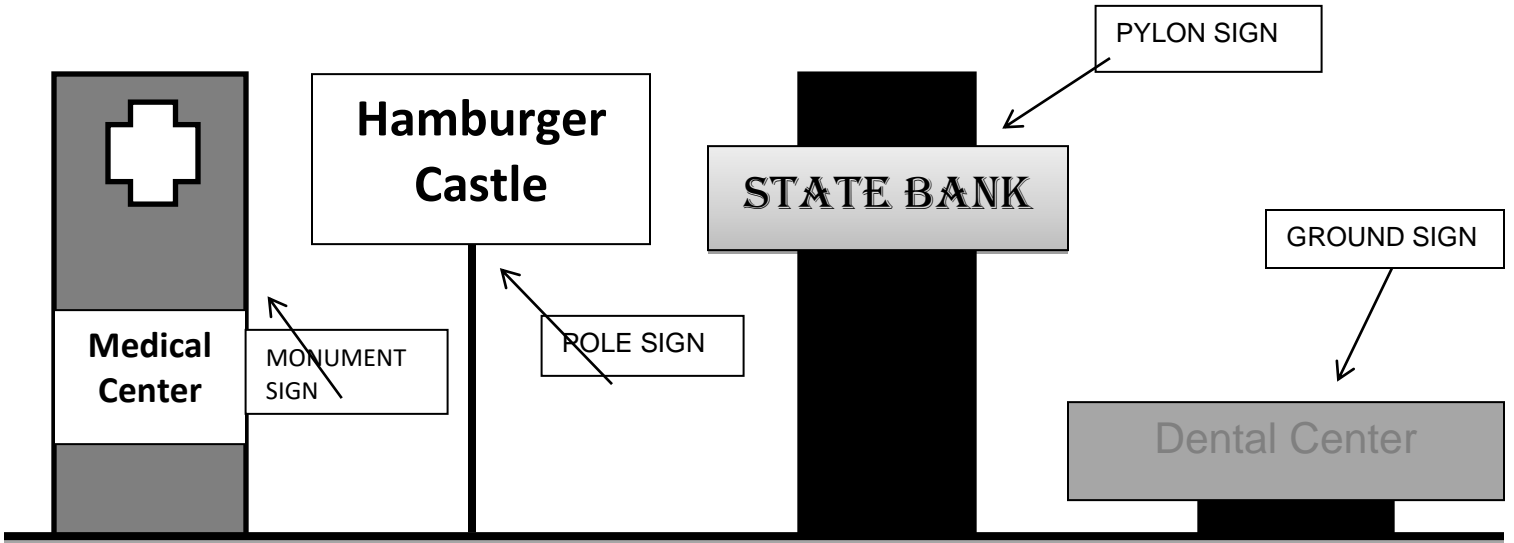 PYLON SIGN
Hamburger
Castle
STATE BANK
GROUND SIGN
Medical
Center
MONUMENT
SIGN
POLE SIGN
Dental Center